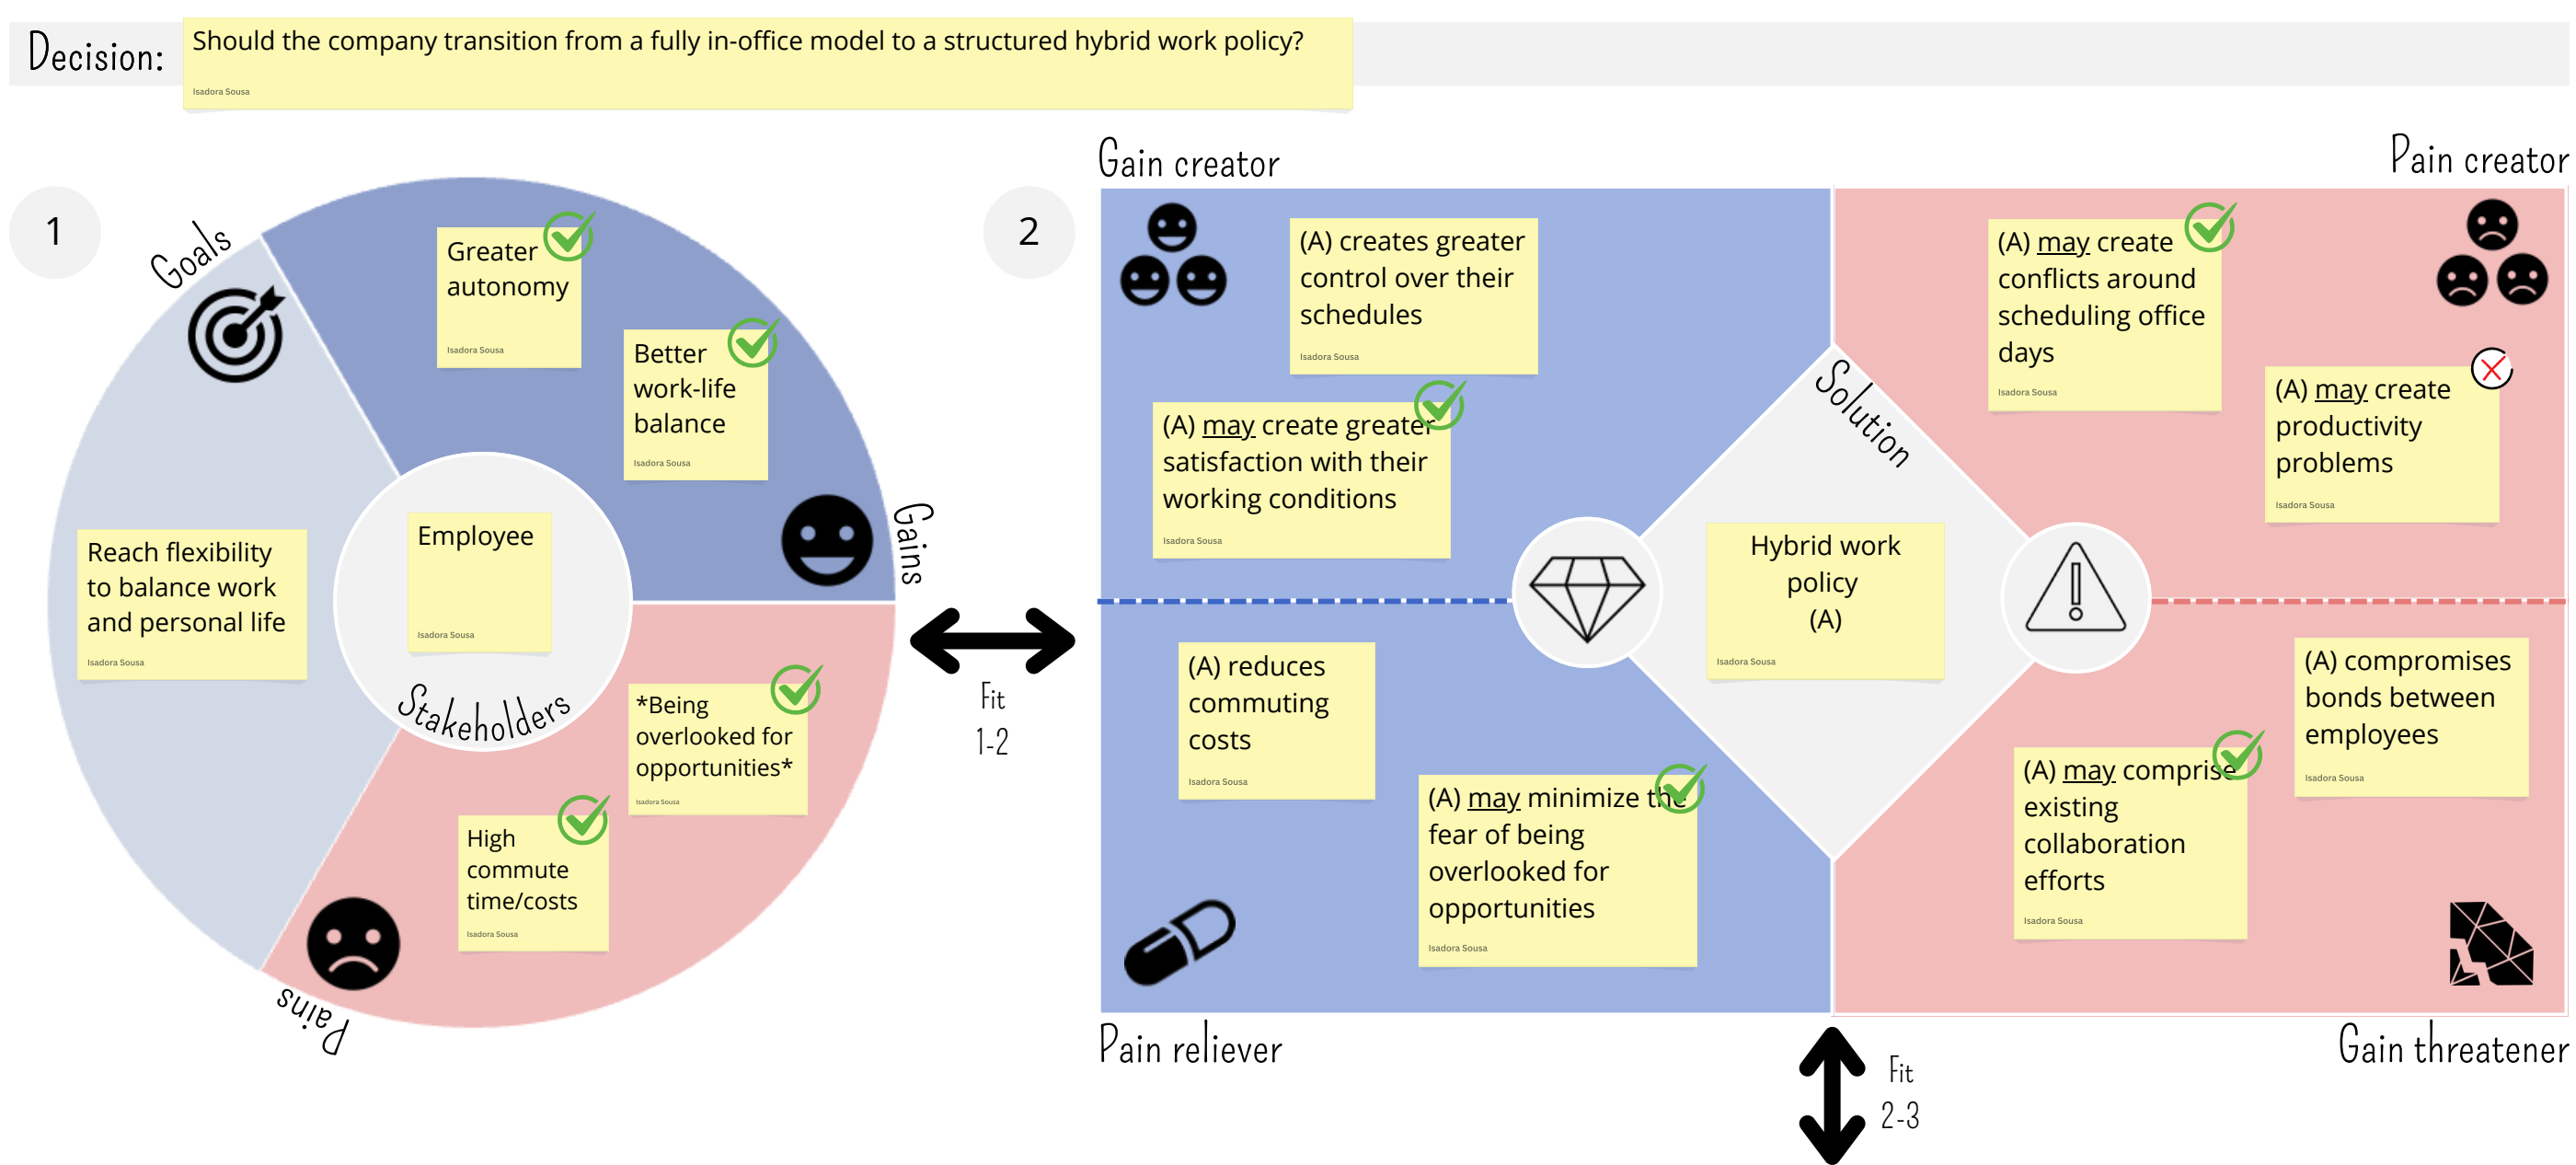 Decision:
Should the company transition from a fully in-office model to a structured hybrid work policy?
Isadora Sousa
1
Goals
Greater
autonomy
Isadora Sousa
Better
work-life
balance
Isadora Sousa
Gains
Reach flexibility
to balance work
and personal life
Isadora Sousa
Employee
Isadora Sousa
Stakeholders
*Being
overlooked for
opportunities*
Isadora Sousa
High
commute
time/costs
Isadora Sousa
Pains
Fit
1-2
2
Gain creator
(A) creates greater
control over their
schedules
Isadora Sousa
(A) may create greater
satisfaction with their
working conditions
Isadora Sousa
Pain creator
(A) may create
conflicts around
scheduling office
days
Isadora Sousa
(A) may create
productivity
problems
Isadora Sousa
Solution
Hybrid work
policy
(A)
Isadora Sousa
(A) reduces
commuting
costs
Isadora Sousa
(A) may minimize the
fear of being
overlooked for
opportunities
Isadora Sousa
Pain reliever
(A) compromises
bonds between
employees
Isadora Sousa
(A) may comprise
existing
collaboration
efforts
Isadora Sousa
Gain threatener
Fit
2-3